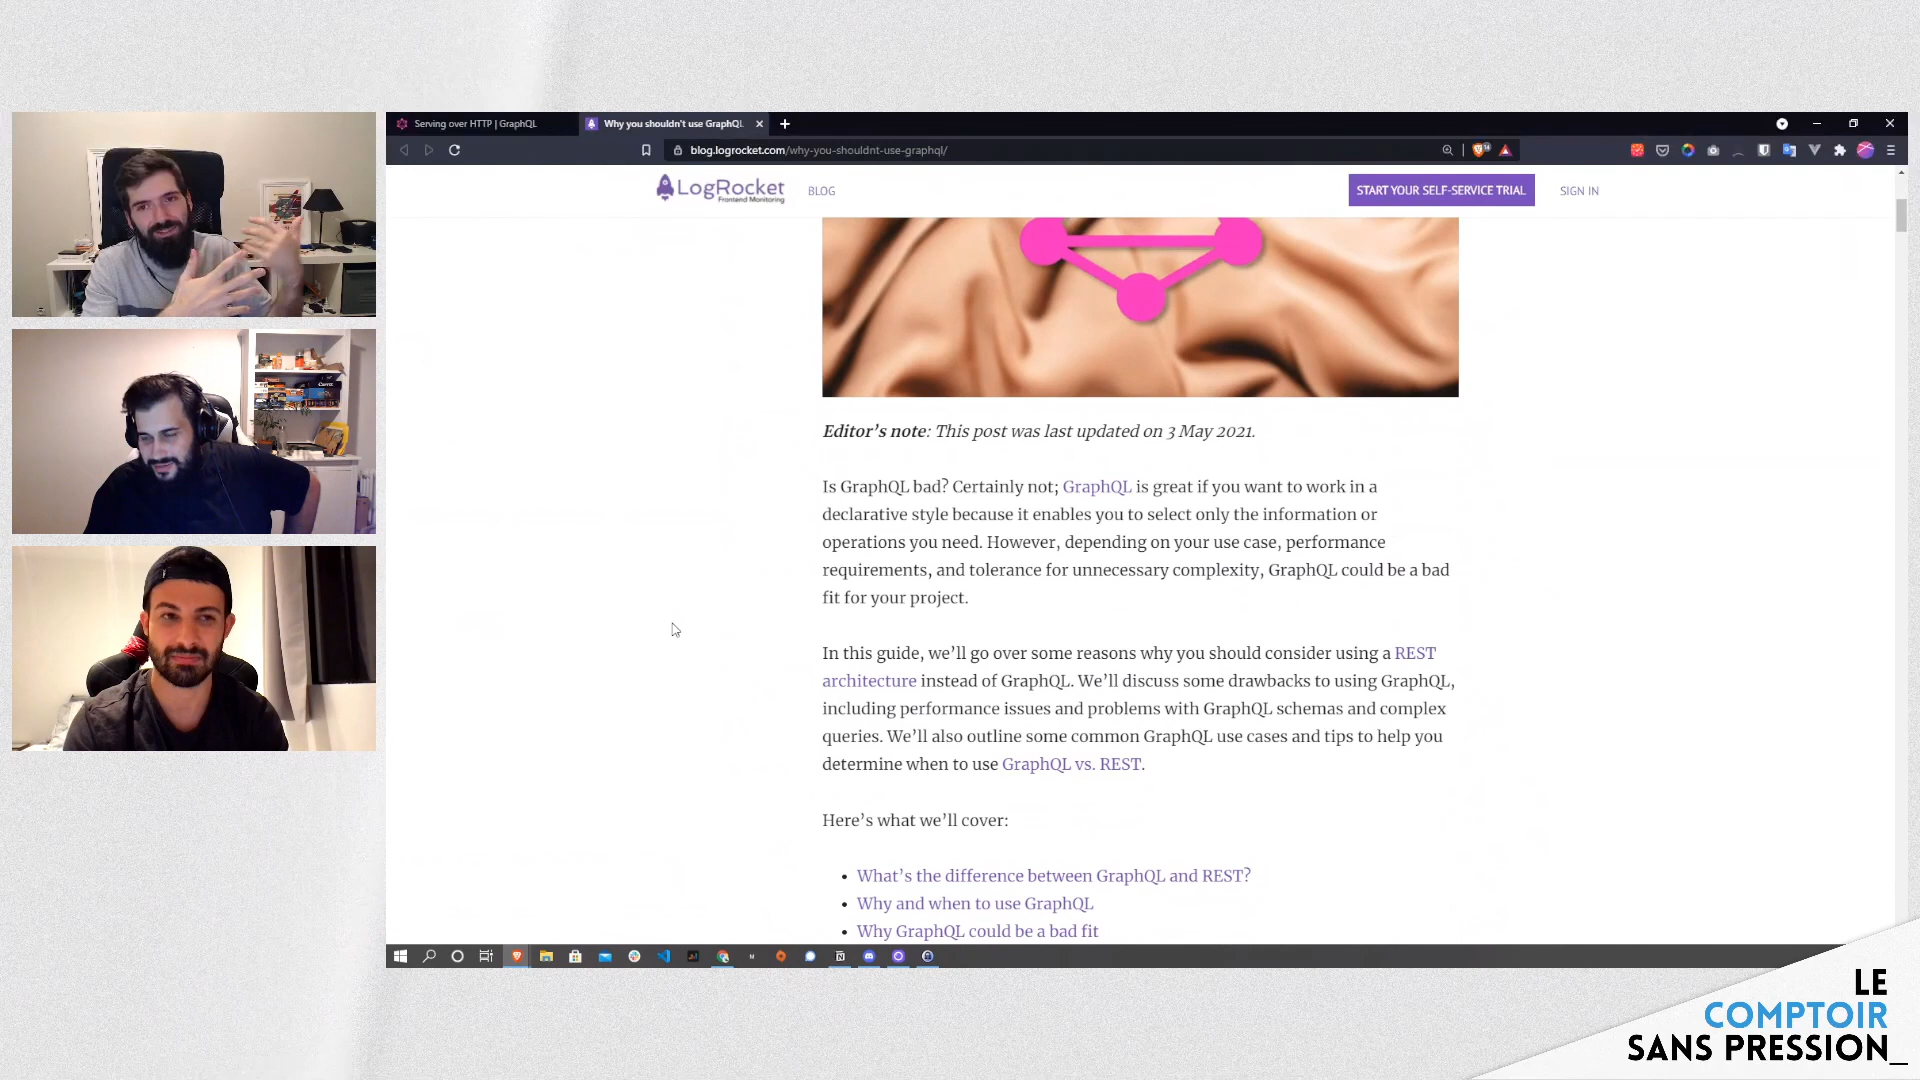 Serving over HTTP | GraphQL
Why you shouldn't use GraphQL
blog.logrocket.com/why-you-shouldnt-use-graphql/
LogRocket
Frontend Monitoring
BLOG
START YOUR SELF-SERVICE TRIAL
SIGN IN
Editor's note: This post was last updated on 3 May 2021.
Is GraphQL bad? Certainly not; GraphQL is great if you want to work in a
declarative style because it enables you to select only the information or
operations you need. However, depending on your use case, performance
requirements, and tolerance for unnecessary complexity, GraphQL could be a bad
fit for your project.
In this guide, we’ll go over some reasons why you should consider using a REST
architecture instead of GraphQL. We’ll discuss some drawbacks to using GraphQL,
including performance issues and problems with GraphQL schemas and complex
queries. We’ll also outline some common GraphQL use cases and tips to help you
determine when to use GraphQL vs. REST.
Here’s what we’ll cover:
• What’s the difference between GraphQL and REST?
• Why and when to use GraphQL
• Why GraphQL could be a bad fit
LE
COMPTOIR
SANS PRESSION_